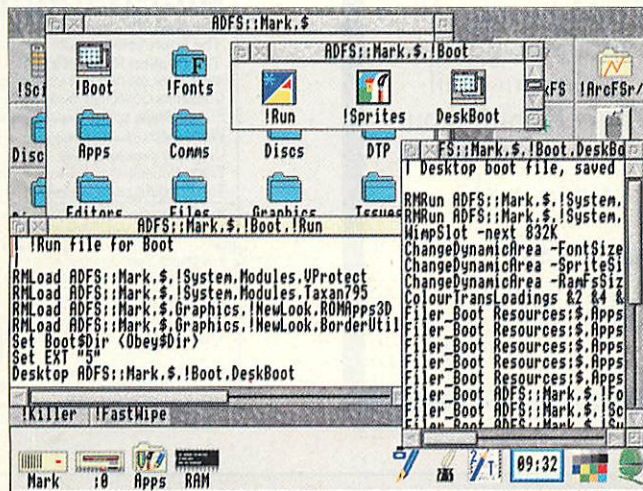 ADFS::Mark.$
ADFS::Mark.$.!Boot
!Boot
!Fonts
!Run
!Sprites
DeskBoot
Apps
Comms
Discs
DTP
Editors
Files
Graphics
Issues
!ArcFSr/
FS::Mark.$.!Boot.DeskBo
| Desktop boot file, saved
RMRun ADFS::Mark.$.!System.
RMRun ADFS::Mark.$.!System.
WimpSlot -next 832K
ChangeDynamicArea -FontSize
ChangeDynamicArea -SpriteSi
ChangeDynamicArea -RamFsSiz
ColourTransLoadings &2 &4 &
Filer_Boot Resources:$.Apps
Filer_Boot Resources:$.Apps
Filer_Boot Resources:$.Apps
Filer_Boot Resources:$.Apps
Filer_Boot ADFS::Mark.$.!Fo
Filer_Boot ADFS::Mark.$.!Sc
Filer_Boot ADFS::Mark.$.!Su
ADFS::Mark.$.!Boot.!Run
| !Run file for Boot
|
RMLoad ADFS::Mark.$.!System.Modules.VProtect
RMLoad ADFS::Mark.$.!System.Modules.Taxan795
RMLoad ADFS::Mark.$.Graphics.!NewLook.ROMApps3D
RMLoad ADFS::Mark.$.Graphics.!NewLook.BorderUtil
Set Boot$Dir <Obey$Dir>
Set EXT "5"
Desktop ADFS::Mark.$.!Boot.DeskBoot
!Killer
!FastWipe
Mark
:0
Apps
RAM
09:32